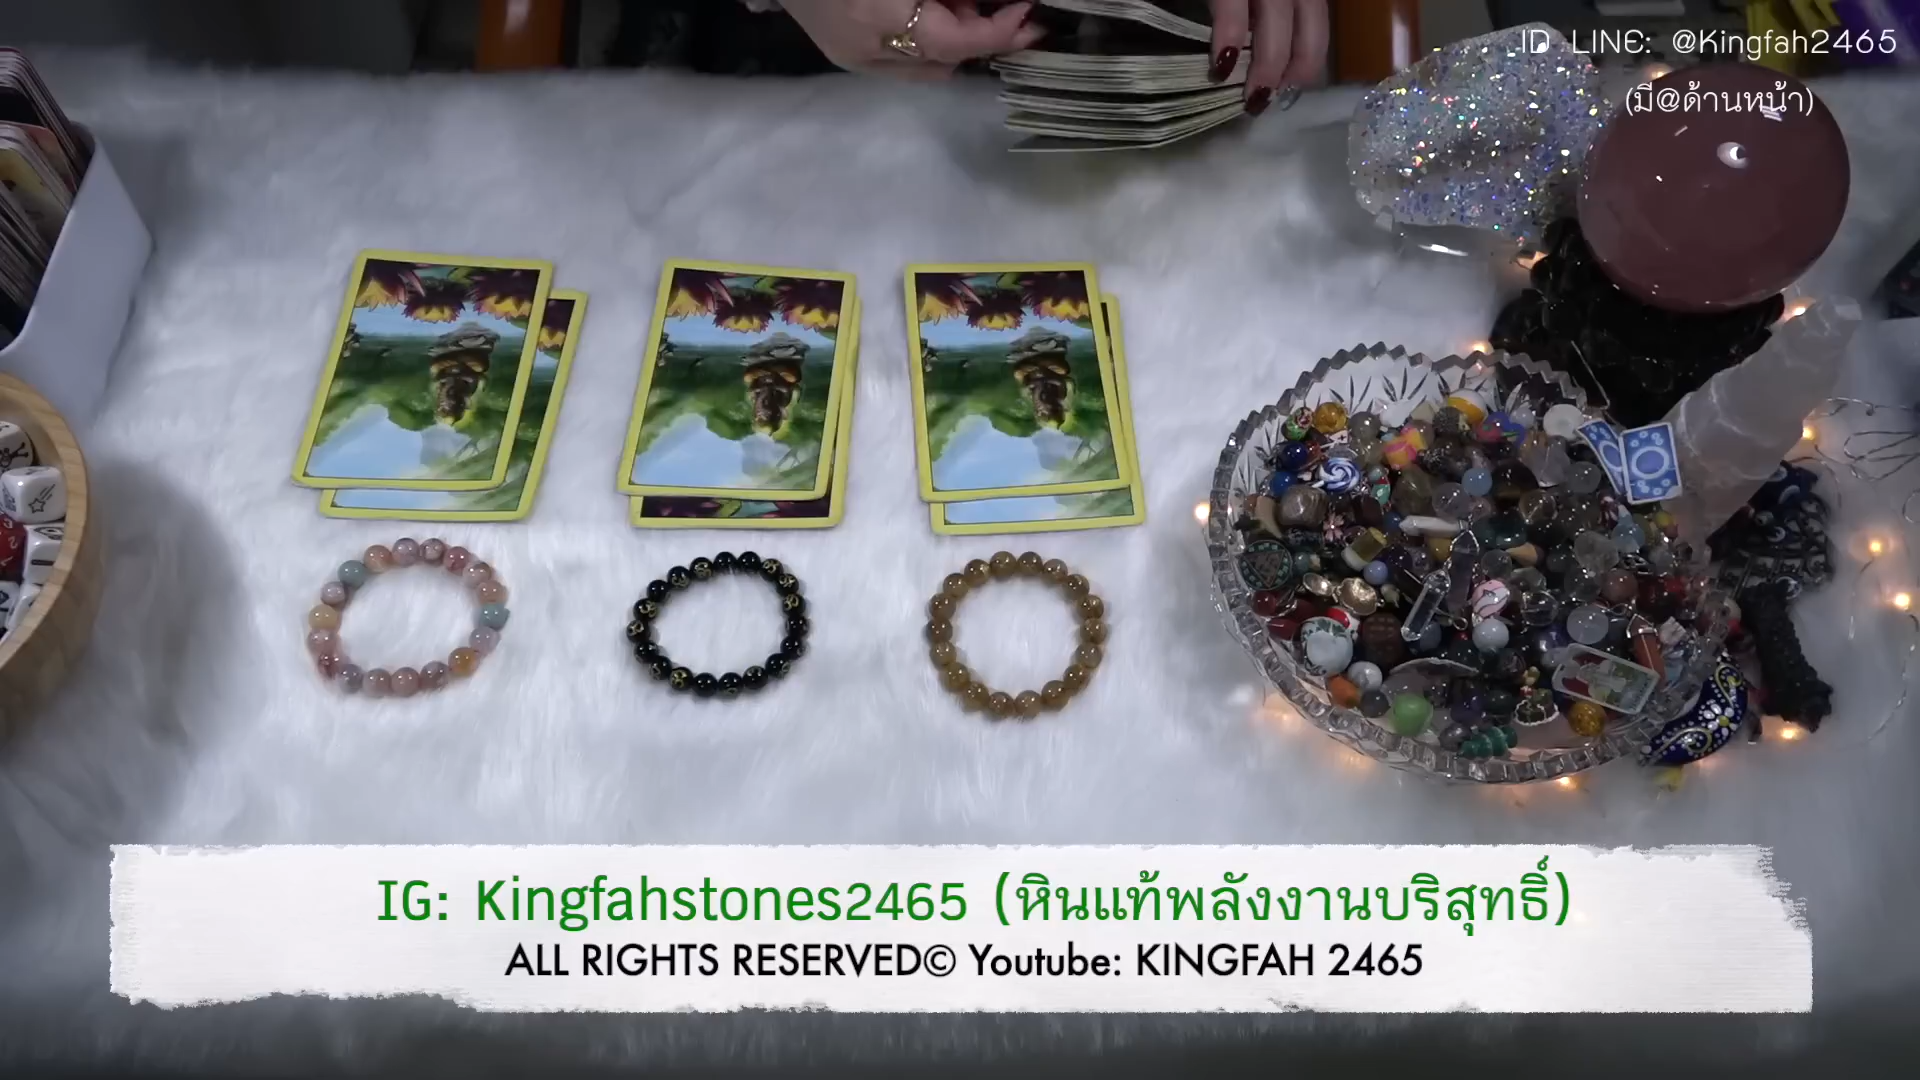 ID LINE: @Kingfah2465
(มี@ด้านหน้า)
IG: Kingfahstones2465 (หินแท้พลังงานบริสุทธิ์)
ALL RIGHTS RESERVED© Youtube: KINGFAH 2465